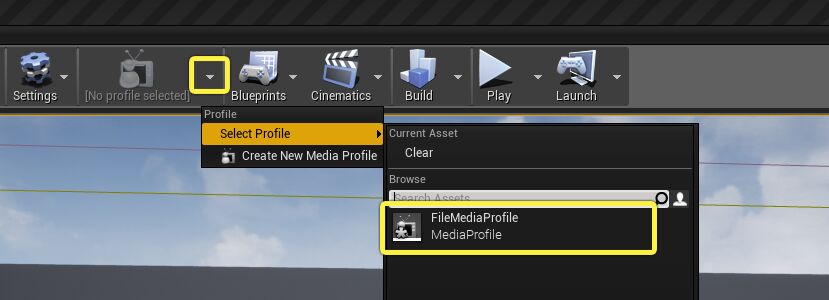 Settings
[No profile selected]
Blueprints
Cinematics
Build
Play
Launch
Profile
Select Profile
Create New Media Profile
Current Asset
Clear
Browse
Search Assets
FileMediaProfile
MediaProfile